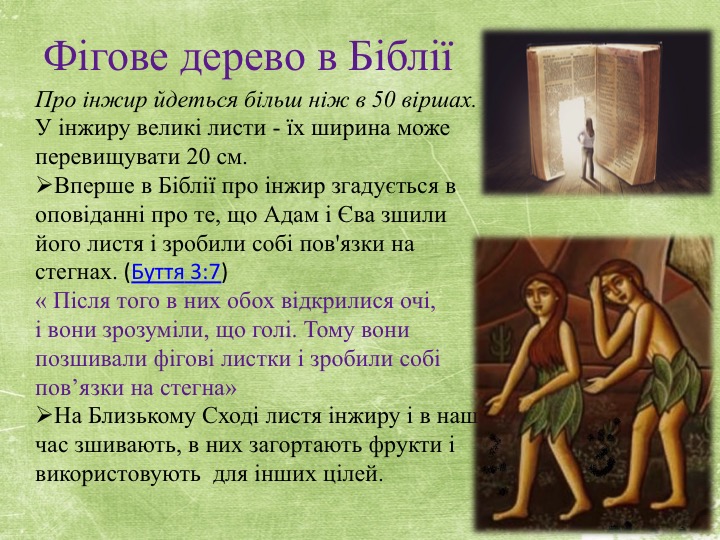 Фігове дерево в Біблії
Про інжир йдеться більш ніж в 50 віршах.
У інжиру великі листи - їх ширина може
перевищувати 20 см.
➢Вперше в Біблії про інжир згадується в
оповіданні про те, що Адам і Єва зшили
його листя і зробили собі пов'язки на
стегнах. (Буття 3:7)
« Після того в них обох відкрилися очі,
і вони зрозуміли, що голі. Тому вони
позшивали фігові листки і зробили собі
пов’язки на стегна»
➢На Близькому Сході листя інжиру і в наш
час зшивають, в них загортають фрукти і
використовують  для інших цілей.